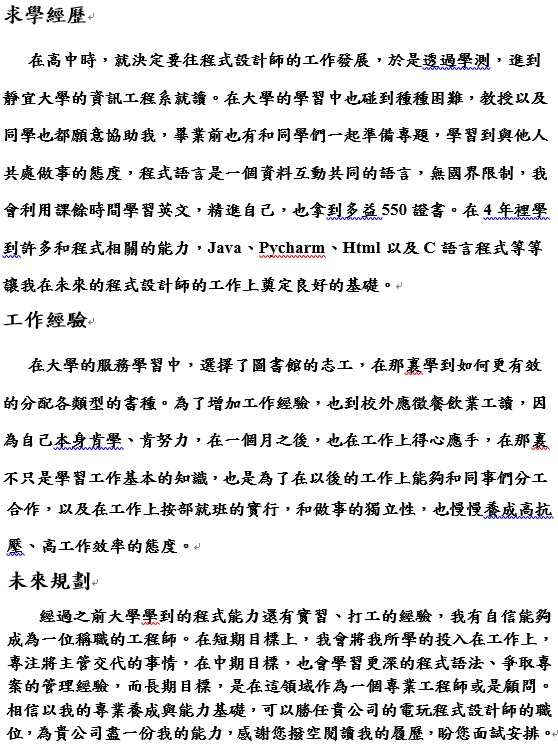 求學經歷
在高中時，就決定要往程式設計師的工作發展，於是透過學測，進到
靜宜大學的資訊工程系就讀。在大學的學習中也碰到種種困難，教授以及
同學也都願意協助我，畢業前也有和同學們一起準備專題，學習到與他人
共處做事的態度，程式語言是一個資料互動共同的語言，無國界限制，我
會利用課餘時間學習英文，精進自己，也拿到多益550 證書。在 4 年裡學
到許多和程式相關的能力，Java、Pycharm、Html 以及 C 語言程式等等
讓我在未來的程式設計師的工作上奠定良好的基礎。
工作經驗
在大學的服務學習中，選擇了圖書館的志工，在那裏學到如何更有效
的分配各類型的書種。為了增加工作經驗，也到校外應徵餐飲業工讀，因
為自己本身肯學、肯努力，在一個月之後，也在工作上得心應手，在那裏
不只是學習工作基本的知識，也是為了在以後的工作上能夠和同事們分工
合作，以及在工作上按部就班的實行，和做事的獨立性，也慢慢養成高抗
壓、高工作效率的態度。
未來規劃
經過之前大學學到的程式能力還有實習、打工的經驗，我有自信能夠
成為一位稱職的工程師。在短期目標上，我會將我所學的投入在工作上，
專注將主管交代的事情，在中期目標，也會學習更深的程式語法、爭取專
案的管理經驗，而長期目標，是在這領域作為一個專業工程師或是顧問。
相信以我的專業養成與能力基礎，可以勝任貴公司的電玩程式設計師的職
位，為貴公司盡一份我的能力，感謝您撥空閱讀我的履歷，盼您面試安排。